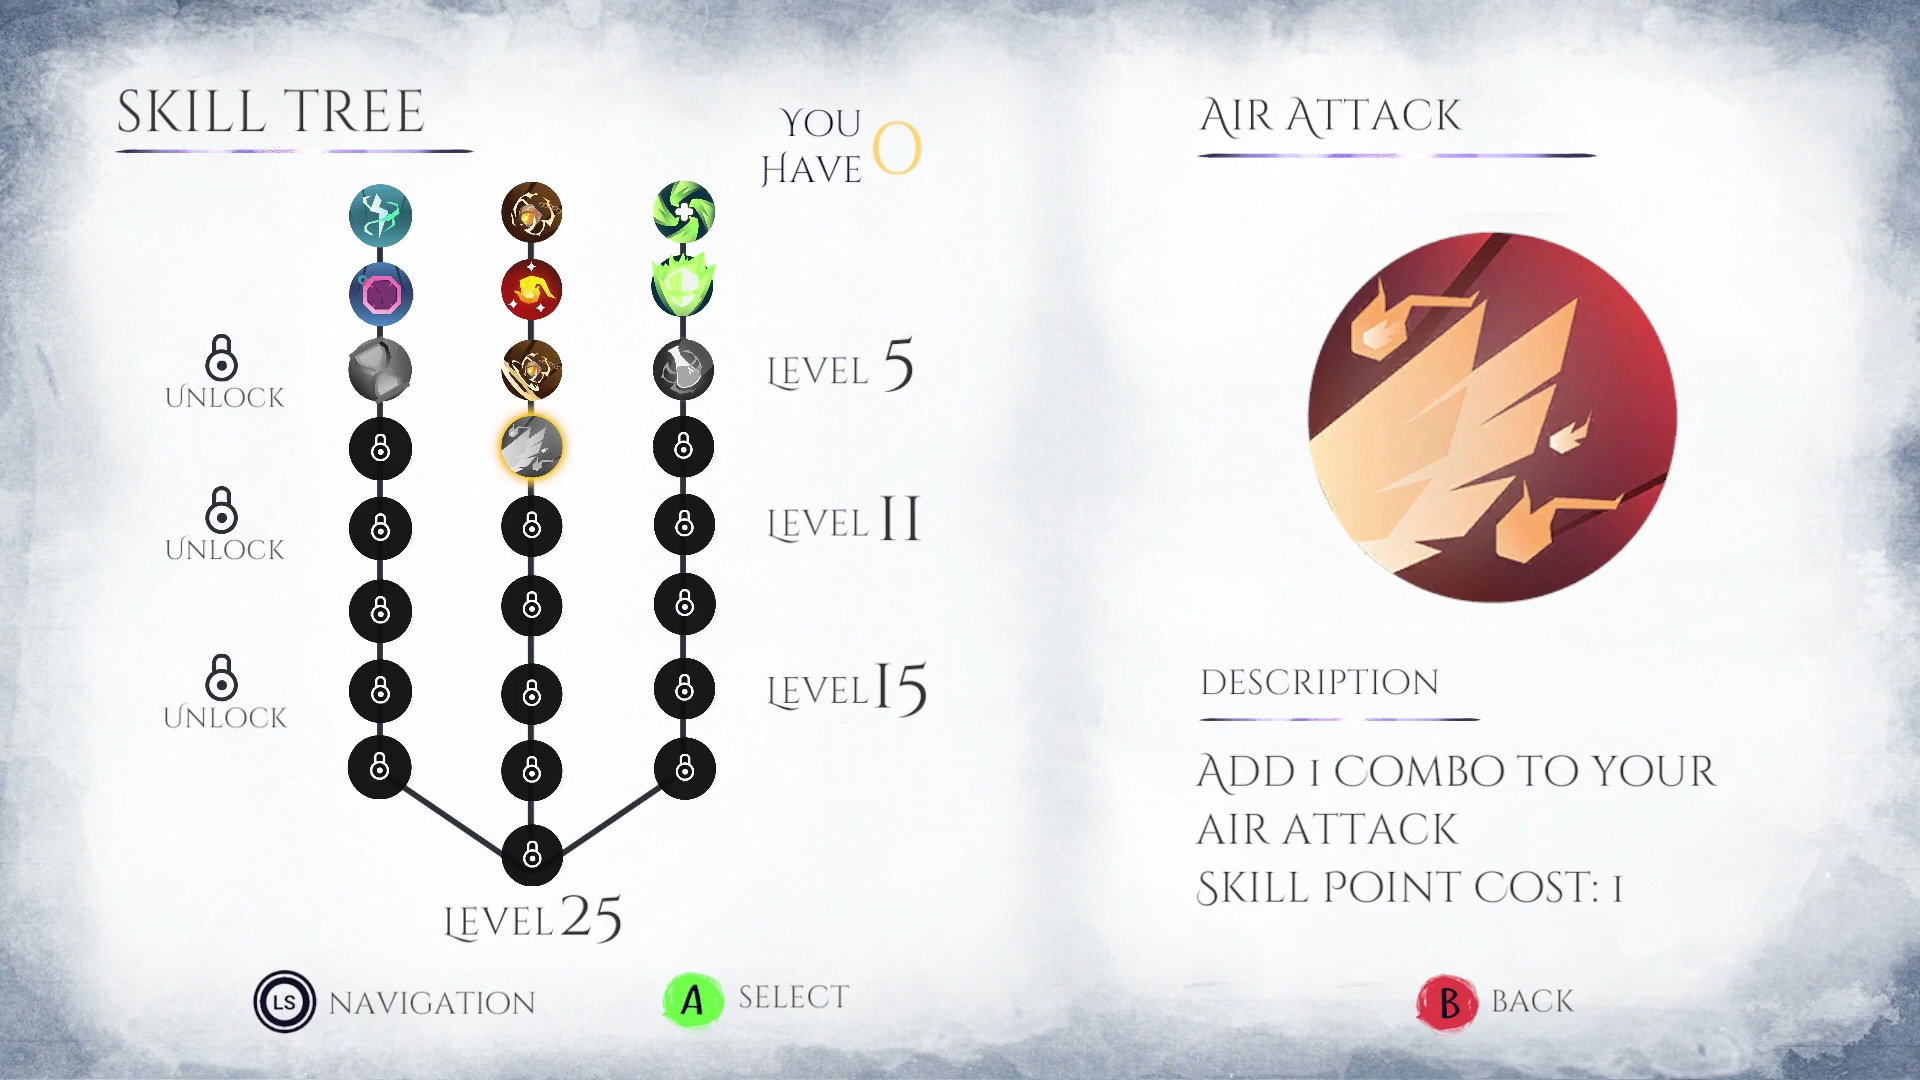 SKILL TREE
YOU HAVE 0
UNLOCK
LEVEL 5
UNLOCK
LEVEL 11
UNLOCK
LEVEL 15
LEVEL 25
LS NAVIGATION
A SELECT
AIR ATTACK
DESCRIPTION
ADD 1 COMBO TO YOUR
AIR ATTACK
SKILL POINT COST: 1
B BACK